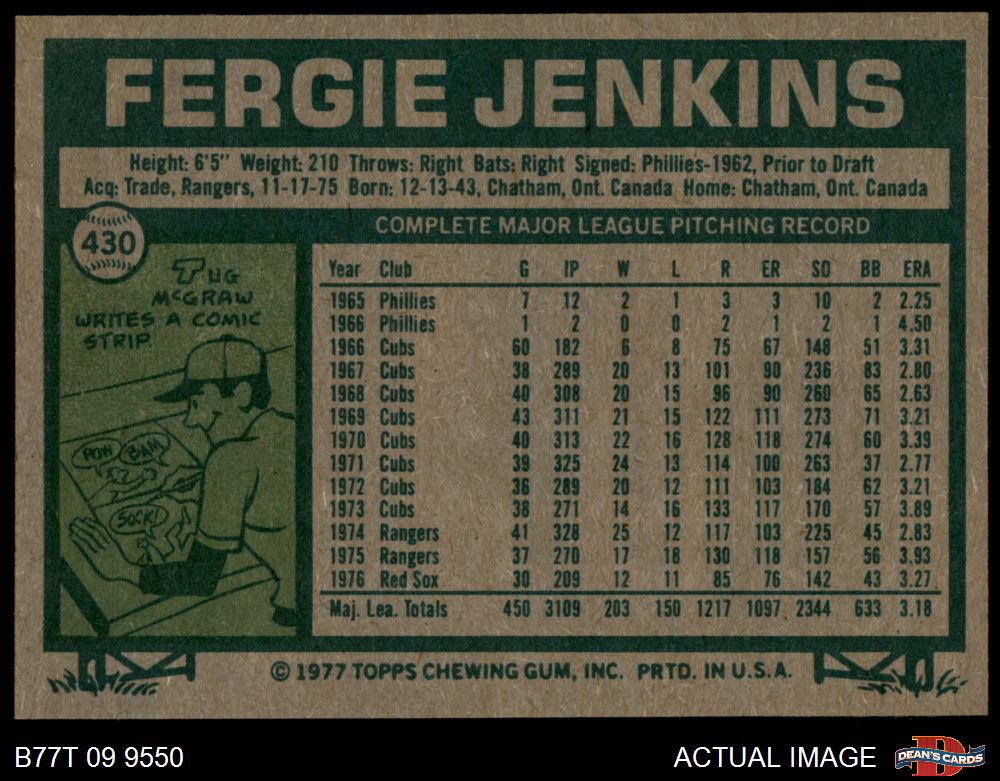 FERGIE JENKINS
Height: 6'5" Weight: 210 Throws: Right Bats: Right Signed: Phillies-1962, Prior to Draft
Acq: Trade, Rangers, 11-17-75 Born: 12-13-43, Chatham, Ont. Canada Home: Chatham, Ont. Canada
430
COMPLETE MAJOR LEAGUE PITCHING RECORD
TUG
McGRAW
WRITES A COMIC
STRIP
POW BAM
SOCK!
Year Club G IP W L R ER SO BB ERA
1965 Phillies 7 12 2 1 3 3 10 2 2.25
1966 Phillies 1 2 0 0 2 1 2 1 4.50
1966 Cubs 60 182 6 8 75 67 148 51 3.31
1967 Cubs 38 289 20 13 101 90 236 83 2.80
1968 Cubs 40 308 20 15 96 90 260 65 2.63
1969 Cubs 43 311 21 15 122 111 273 71 3.21
1970 Cubs 40 313 22 16 128 118 274 60 3.39
1971 Cubs 39 325 24 13 114 100 263 37 2.77
1972 Cubs 36 289 20 12 111 103 184 62 3.21
1973 Cubs 38 271 14 16 133 117 170 57 3.89
1974 Rangers 41 328 25 12 117 103 225 45 2.83
1975 Rangers 37 270 17 18 130 118 157 56 3.93
1976 Red Sox 30 209 12 11 85 76 142 43 3.27
Maj. Lea. Totals 450 3109 203 150 1217 1097 2344 633 3.18
© 1977 TOPPS CHEWING GUM, INC. PRTD. IN U.S.A.
B77T 09 9550
ACTUAL IMAGE
D
DEAN'S CARDS